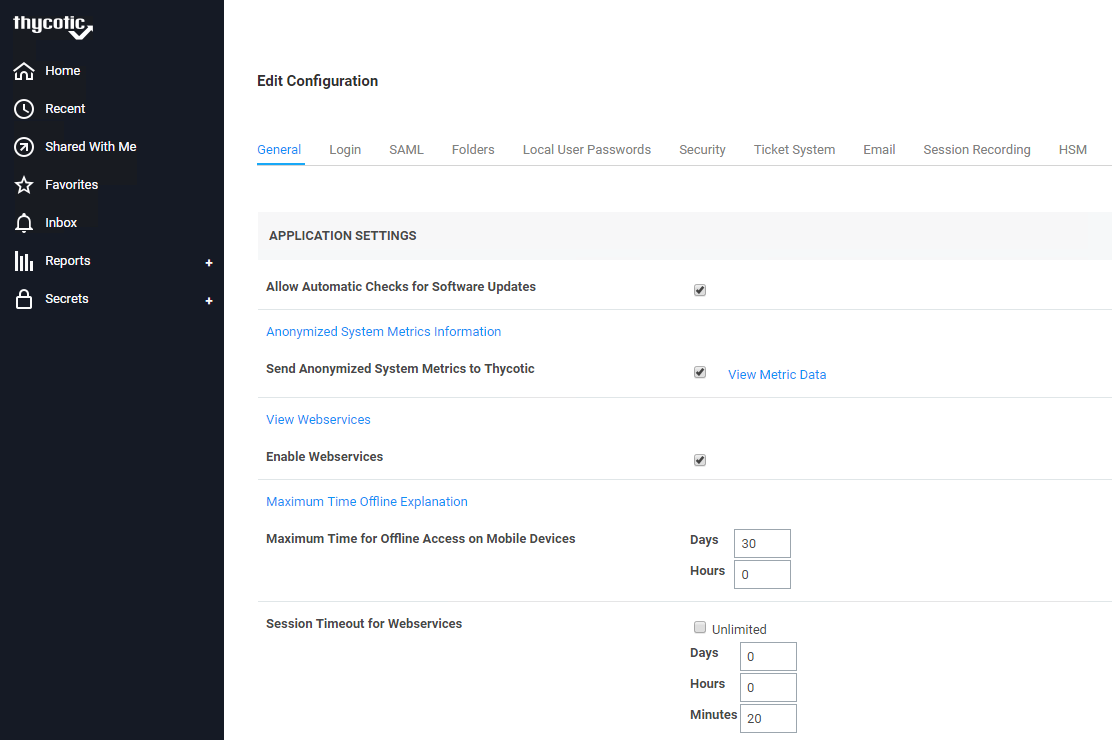 thycotic
Home
Recent
Shared With Me
Favorites
Inbox
Reports +
Secrets +
Edit Configuration
General Login SAML Folders Local User Passwords Security Ticket System Email Session Recording HSM
APPLICATION SETTINGS
Allow Automatic Checks for Software Updates
Anonymized System Metrics Information
Send Anonymized System Metrics to Thycotic View Metric Data
View Webservices
Enable Webservices
Maximum Time Offline Explanation
Maximum Time for Offline Access on Mobile Devices Days 30
Hours 0
Session Timeout for Webservices Unlimited
Days 0
Hours 0
Minutes 20